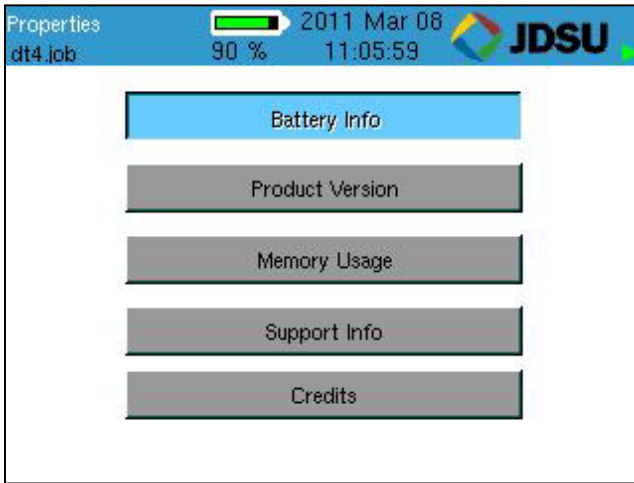 Properties
2011 Mar 08
JDSU
dt4.job
90 %
11:05:59
Battery Info
Product Version
Memory Usage
Support Info
Credits